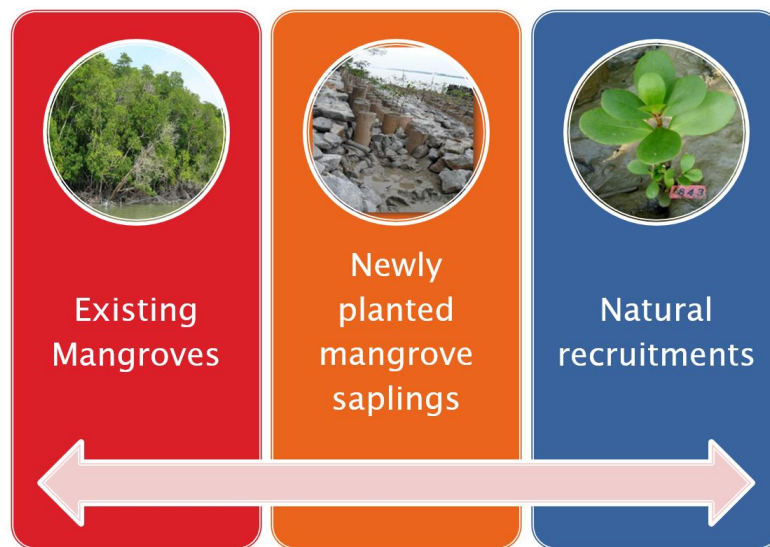 Existing
Mangroves
Newly
planted
mangrove
saplings
Natural
recruitments
843